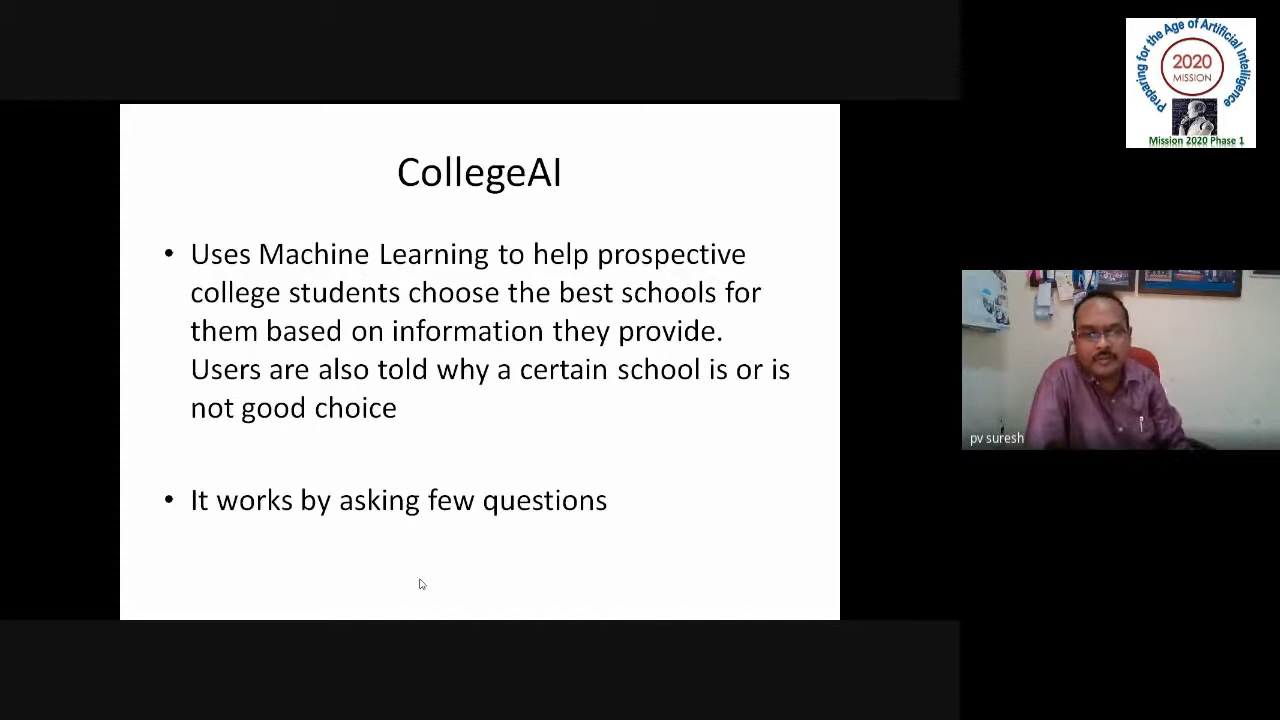 CollegeAI
• Uses Machine Learning to help prospective
college students choose the best schools for
them based on information they provide.
Users are also told why a certain school is or is
not good choice
• It works by asking few questions
Preparing for the Age of Artificial Intelligence
2020
MISSION
Mission 2020 Phase 1
pv suresh